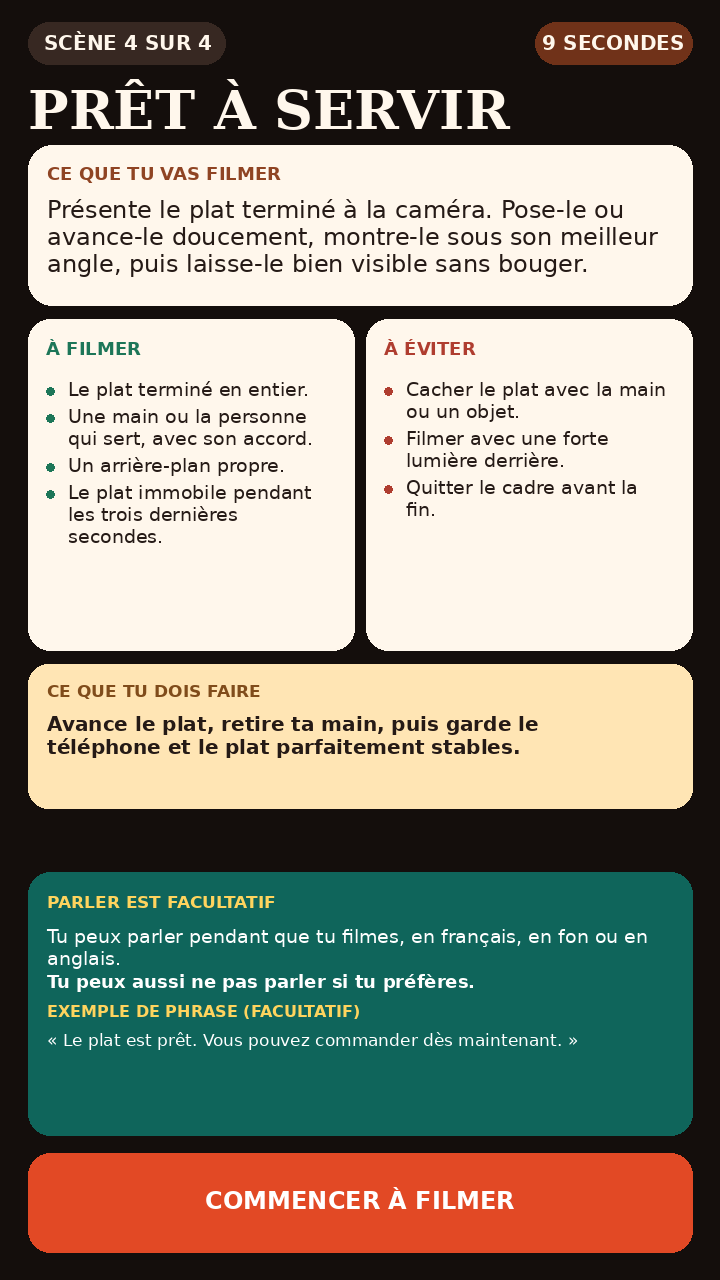 SCÈNE 4 SUR 4
9 SECONDES
PRÊT À SERVIR
CE QUE TU VAS FILMER
Présente le plat terminé à la caméra. Pose-le ou
avance-le doucement, montre-le sous son meilleur
angle, puis laisse-le bien visible sans bouger.
À FILMER
Le plat terminé en entier.
Une main ou la personne
qui sert, avec son accord.
Un arrière-plan propre.
Le plat immobile pendant
les trois dernières
secondes.
À ÉVITER
Cacher le plat avec la main
ou un objet.
Filmer avec une forte
lumière derrière.
Quitter le cadre avant la
fin.
CE QUE TU DOIS FAIRE
Avance le plat, retire ta main, puis garde le
téléphone et le plat parfaitement stables.
PARLER EST FACULTATIF
Tu peux parler pendant que tu filmes, en français, en fon ou en
anglais.
Tu peux aussi ne pas parler si tu préfères.
EXEMPLE DE PHRASE (FACULTATIF)
« Le plat est prêt. Vous pouvez commander dès maintenant. »
COMMENCER À FILMER